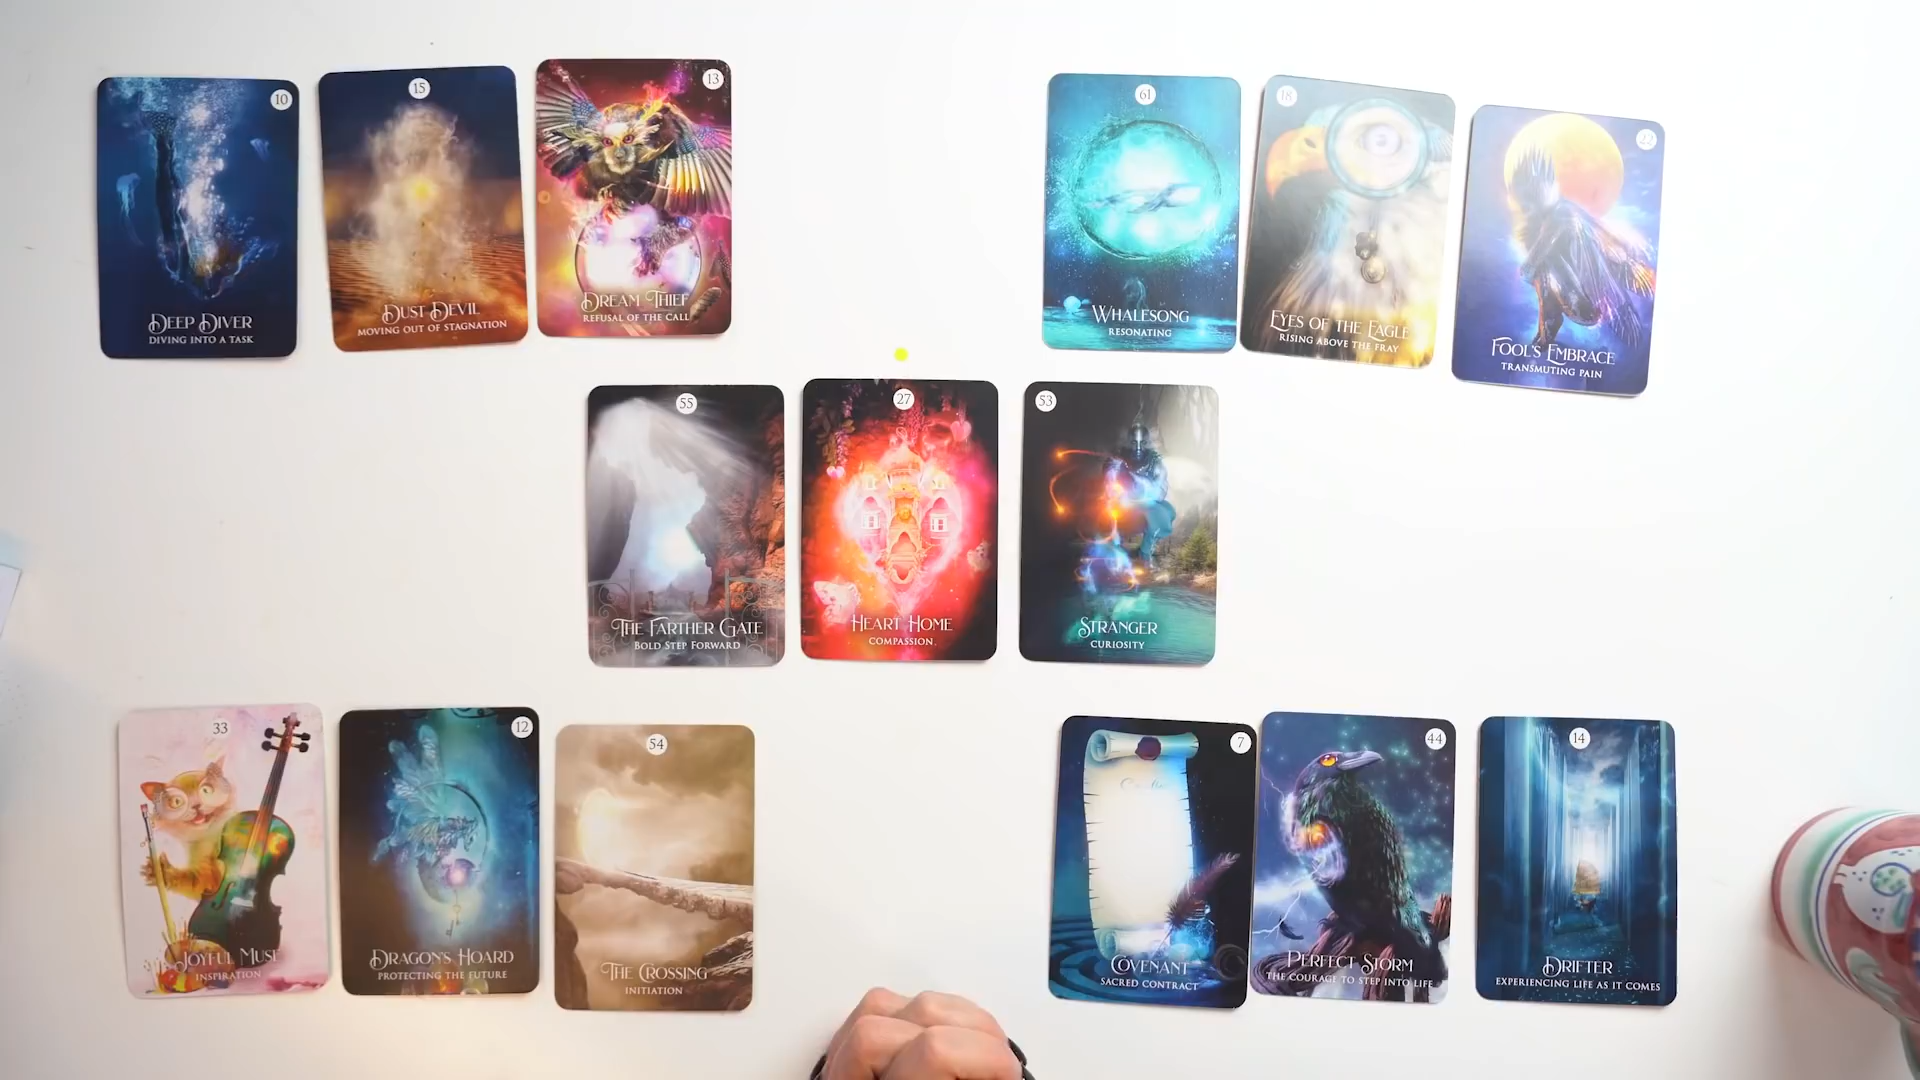 10
DEEP DIVER
DIVING INTO A TASK
15
DUST DEVIL
MOVING OUT OF STAGNATION
13
DREAM THIEF
REFUSAL OF THE CALL
61
WHALESONG
RESONATING
18
EYES OF THE EAGLE
RISING ABOVE THE FRAY
FOOL'S EMBRACE
TRANSMUTING PAIN
55
THE FARTHER GATE
BOLD STEP FORWARD
27
HEART HOME
COMPASSION
53
STRANGER
CURIOSITY
33
JOYFUL MUSE
INSPIRATION
12
DRAGON'S HOARD
PROTECTING THE FUTURE
54
THE CROSSING
INITIATION
7
COVENANT
SACRED CONTRACT
44
PERFECT STORM
THE COURAGE TO STEP INTO LIFE
14
DRIFTER
EXPERIENCING LIFE AS IT COMES